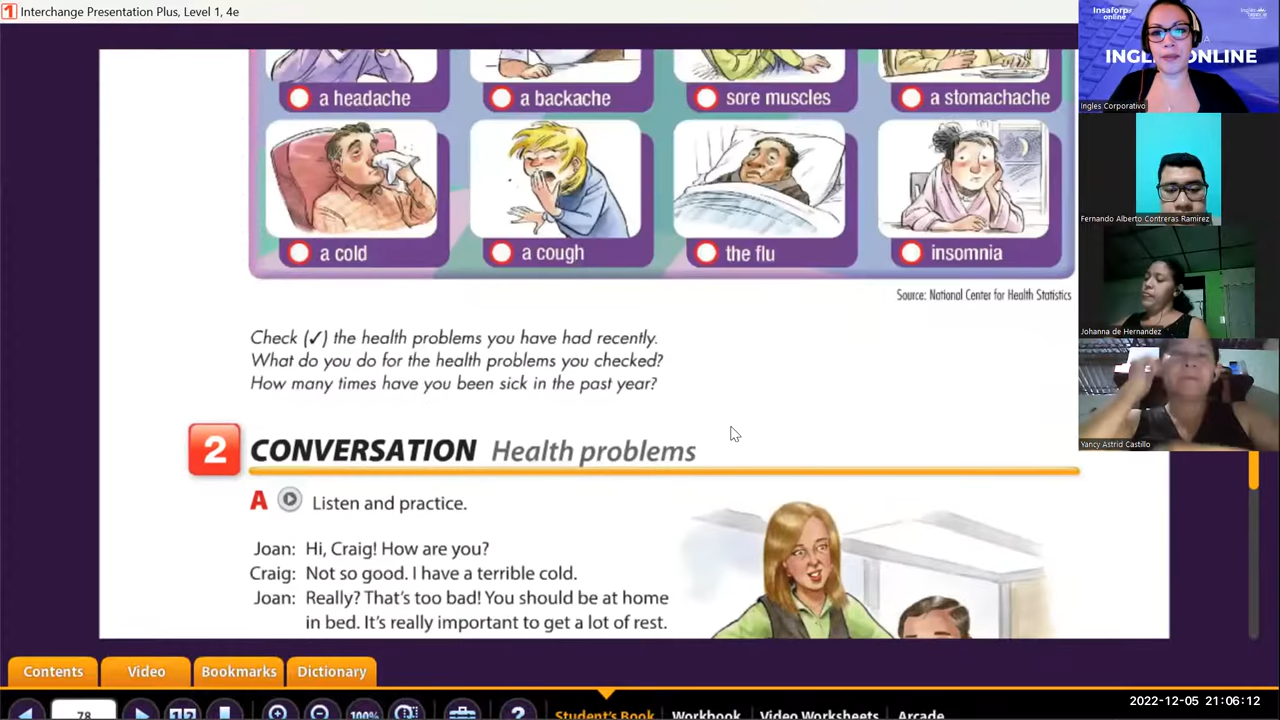 Interchange Presentation Plus, Level 1, 4e
a headache
a backache
sore muscles
a stomachache
a cold
a cough
the flu
insomnia
Source: National Center for Health Statistics
Check (✓) the health problems you have had recently.
What do you do for the health problems you checked?
How many times have you been sick in the past year?
2 CONVERSATION Health problems
A Listen and practice.
Joan: Hi, Craig! How are you?
Craig: Not so good. I have a terrible cold.
Joan: Really? That's too bad! You should be at home
in bed. It's really important to get a lot of rest.
Contents
Video
Bookmarks
Dictionary
78
100%
?
Student's Book
Workbook
Video Worksheets
Arcade
Insaforp
online
ONLINE
Ingles Corporativo
Fernando Alberto Contreras Ramirez
Johanna de Hernandez
Yancy Astrid Castillo
2022-12-05 21:06:12